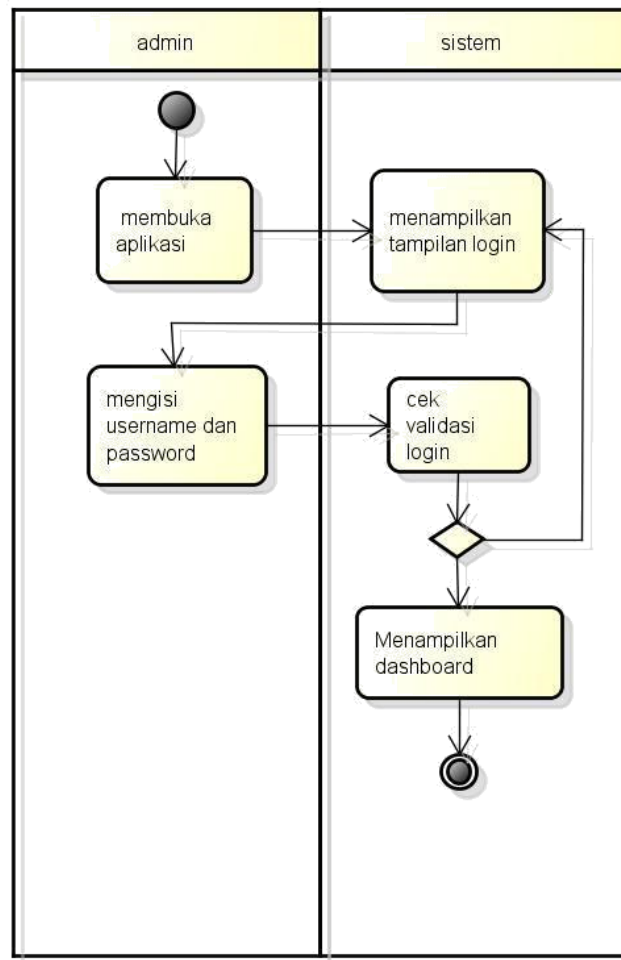 admin
sistem
membuka
aplikasi
menampilkan
tampilan login
mengisi
username dan
password
cek
validasi
login
Menampilkan
dashboard